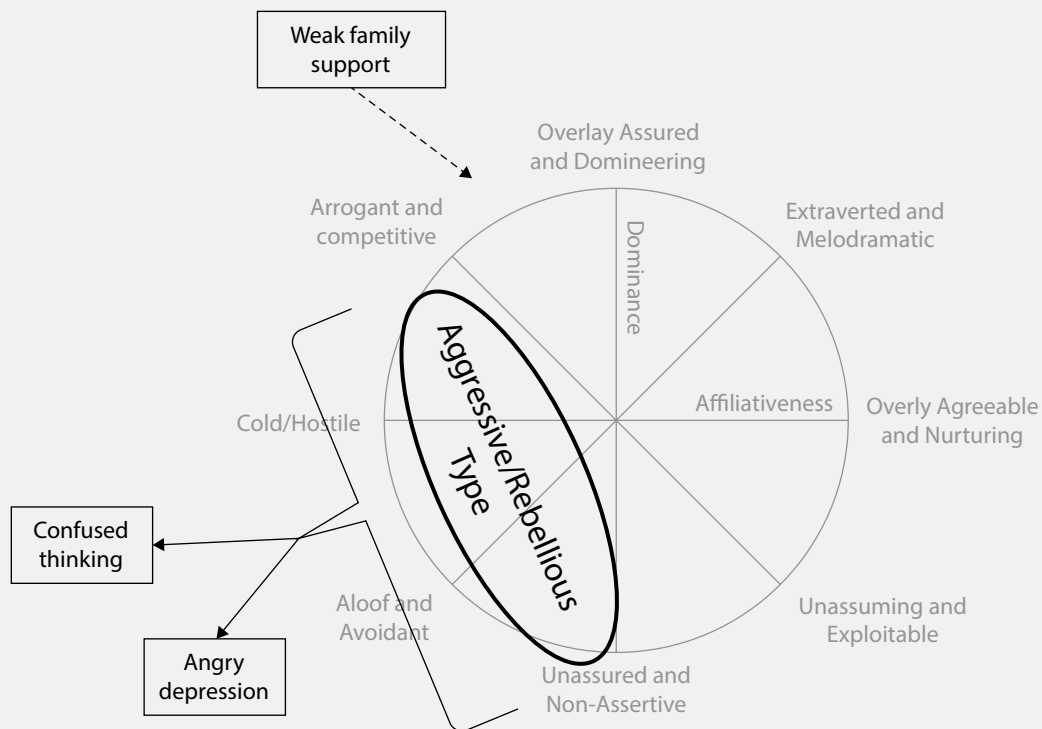 Weak family
support
Overlay Assured
and Domineering
Arrogant and
competitive
Extraverted and
Melodramatic
Dominance
Aggressive/Rebellious
Type
Affiliativeness
Cold/Hostile
Overly Agreeable
and Nurturing
Confused
thinking
Aloof and
Avoidant
Unassuming and
Exploitable
Angry
depression
Unassured and
Non-Assertive